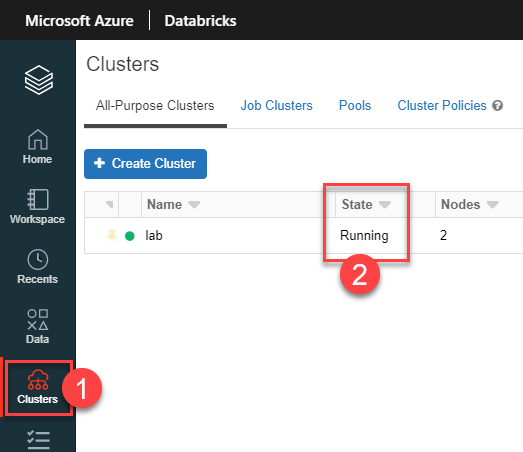 Microsoft Azure Databricks
Clusters
All-Purpose Clusters Job Clusters Pools Cluster Policies ?
+ Create Cluster
Name State Nodes
lab Running 2
2
Home
Workspace
Recents
Data
Clusters
1